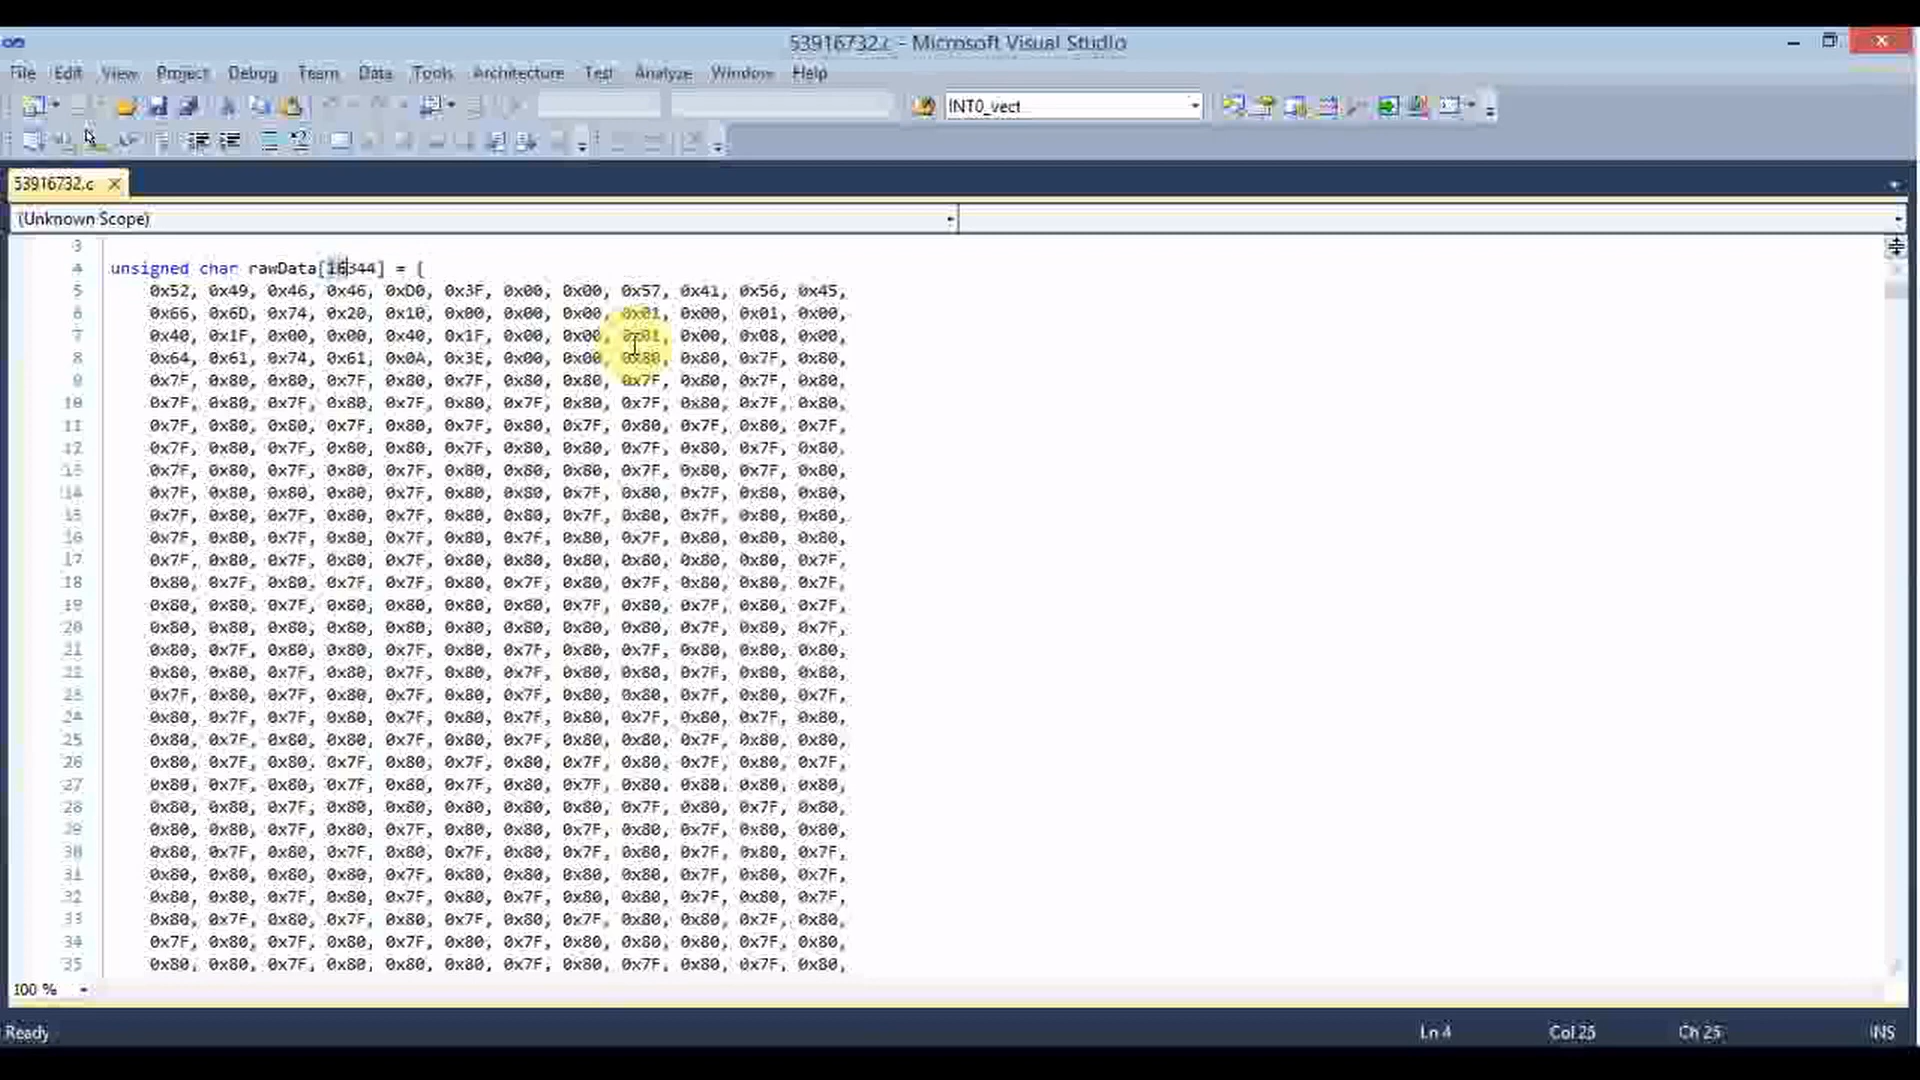 53916732.c - Microsoft Visual Studio
File Edit View Project Debug Team Data Tools Architecture Test Analyze Window Help
INT0_vect
53916732.c
(Unknown Scope)
3
4 unsigned char rawData[16344] = {
5 0x52, 0x49, 0x46, 0x46, 0xD0, 0x3F, 0x00, 0x00, 0x57, 0x41, 0x56, 0x45,
6 0x66, 0x6D, 0x74, 0x20, 0x10, 0x00, 0x00, 0x00, 0x01, 0x00, 0x01, 0x00,
7 0x40, 0x1F, 0x00, 0x00, 0x40, 0x1F, 0x00, 0x00, 0x01, 0x00, 0x08, 0x00,
8 0x64, 0x61, 0x74, 0x61, 0x0A, 0x3E, 0x00, 0x00, 0x80, 0x80, 0x7F, 0x80,
9 0x7F, 0x80, 0x80, 0x7F, 0x80, 0x7F, 0x80, 0x80, 0x7F, 0x80, 0x7F, 0x80,
10 0x7F, 0x80, 0x7F, 0x80, 0x7F, 0x80, 0x7F, 0x80, 0x7F, 0x80, 0x7F, 0x80,
11 0x7F, 0x80, 0x80, 0x7F, 0x80, 0x7F, 0x80, 0x7F, 0x80, 0x7F, 0x80, 0x7F,
12 0x7F, 0x80, 0x7F, 0x80, 0x80, 0x7F, 0x80, 0x80, 0x7F, 0x80, 0x7F, 0x80,
13 0x7F, 0x80, 0x7F, 0x80, 0x7F, 0x80, 0x80, 0x80, 0x7F, 0x80, 0x7F, 0x80,
14 0x7F, 0x80, 0x80, 0x80, 0x7F, 0x80, 0x80, 0x7F, 0x80, 0x7F, 0x80, 0x80,
15 0x7F, 0x80, 0x7F, 0x80, 0x7F, 0x80, 0x80, 0x7F, 0x80, 0x7F, 0x80, 0x80,
16 0x7F, 0x80, 0x7F, 0x80, 0x7F, 0x80, 0x7F, 0x80, 0x7F, 0x80, 0x80, 0x80,
17 0x7F, 0x80, 0x7F, 0x80, 0x7F, 0x80, 0x80, 0x80, 0x80, 0x80, 0x80, 0x7F,
18 0x80, 0x7F, 0x80, 0x7F, 0x7F, 0x80, 0x7F, 0x80, 0x7F, 0x80, 0x80, 0x7F,
19 0x80, 0x80, 0x7F, 0x80, 0x80, 0x80, 0x80, 0x7F, 0x80, 0x7F, 0x80, 0x7F,
20 0x80, 0x80, 0x80, 0x80, 0x80, 0x80, 0x80, 0x80, 0x80, 0x7F, 0x80, 0x7F,
21 0x80, 0x7F, 0x80, 0x80, 0x7F, 0x80, 0x7F, 0x80, 0x7F, 0x80, 0x80, 0x80,
22 0x80, 0x80, 0x7F, 0x80, 0x7F, 0x80, 0x7F, 0x80, 0x7F, 0x80, 0x80, 0x80,
23 0x7F, 0x80, 0x7F, 0x80, 0x7F, 0x80, 0x7F, 0x80, 0x80, 0x7F, 0x80, 0x7F,
24 0x80, 0x7F, 0x7F, 0x80, 0x7F, 0x80, 0x7F, 0x80, 0x7F, 0x80, 0x7F, 0x80,
25 0x80, 0x7F, 0x80, 0x80, 0x7F, 0x80, 0x7F, 0x80, 0x80, 0x7F, 0x80, 0x80,
26 0x80, 0x7F, 0x80, 0x7F, 0x80, 0x7F, 0x80, 0x7F, 0x80, 0x7F, 0x80, 0x7F,
27 0x80, 0x7F, 0x80, 0x7F, 0x80, 0x7F, 0x80, 0x7F, 0x80, 0x80, 0x80, 0x80,
28 0x80, 0x80, 0x7F, 0x80, 0x80, 0x80, 0x80, 0x80, 0x7F, 0x80, 0x7F, 0x80,
29 0x80, 0x80, 0x7F, 0x80, 0x7F, 0x80, 0x80, 0x7F, 0x80, 0x7F, 0x80, 0x80,
30 0x80, 0x7F, 0x80, 0x7F, 0x80, 0x7F, 0x80, 0x7F, 0x80, 0x7F, 0x80, 0x7F,
31 0x80, 0x80, 0x7F, 0x80, 0x7F, 0x80, 0x80, 0x80, 0x80, 0x7F, 0x80, 0x7F,
32 0x80, 0x80, 0x7F, 0x80, 0x7F, 0x80, 0x7F, 0x80, 0x80, 0x7F, 0x80, 0x7F,
33 0x80, 0x7F, 0x80, 0x7F, 0x80, 0x7F, 0x80, 0x7F, 0x80, 0x80, 0x7F, 0x80,
34 0x7F, 0x80, 0x7F, 0x80, 0x7F, 0x80, 0x7F, 0x80, 0x80, 0x80, 0x7F, 0x80,
35 0x80, 0x80, 0x7F, 0x80, 0x80, 0x80, 0x7F, 0x80, 0x7F, 0x80, 0x7F, 0x80,
100 %
Ready Ln 4 Col 25 Ch 25 INS